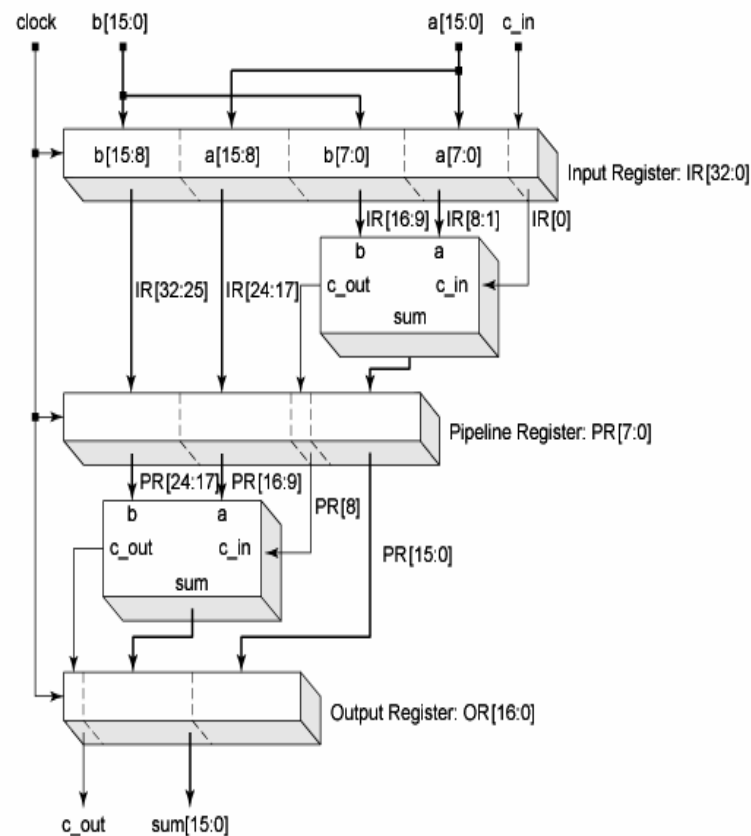 clock b[15:0] a[15:0] c_in
b[15:8] a[15:8] b[7:0] a[7:0]
Input Register: IR[32:0]
IR[16:9] IR[8:1] IR[0]
b a
IR[32:25] IR[24:17] c_out c_in
sum
Pipeline Register: PR[7:0]
PR[24:17] PR[16:9] PR[8]
b a
c_out c_in PR[15:0]
sum
Output Register: OR[16:0]
c_out sum[15:0]